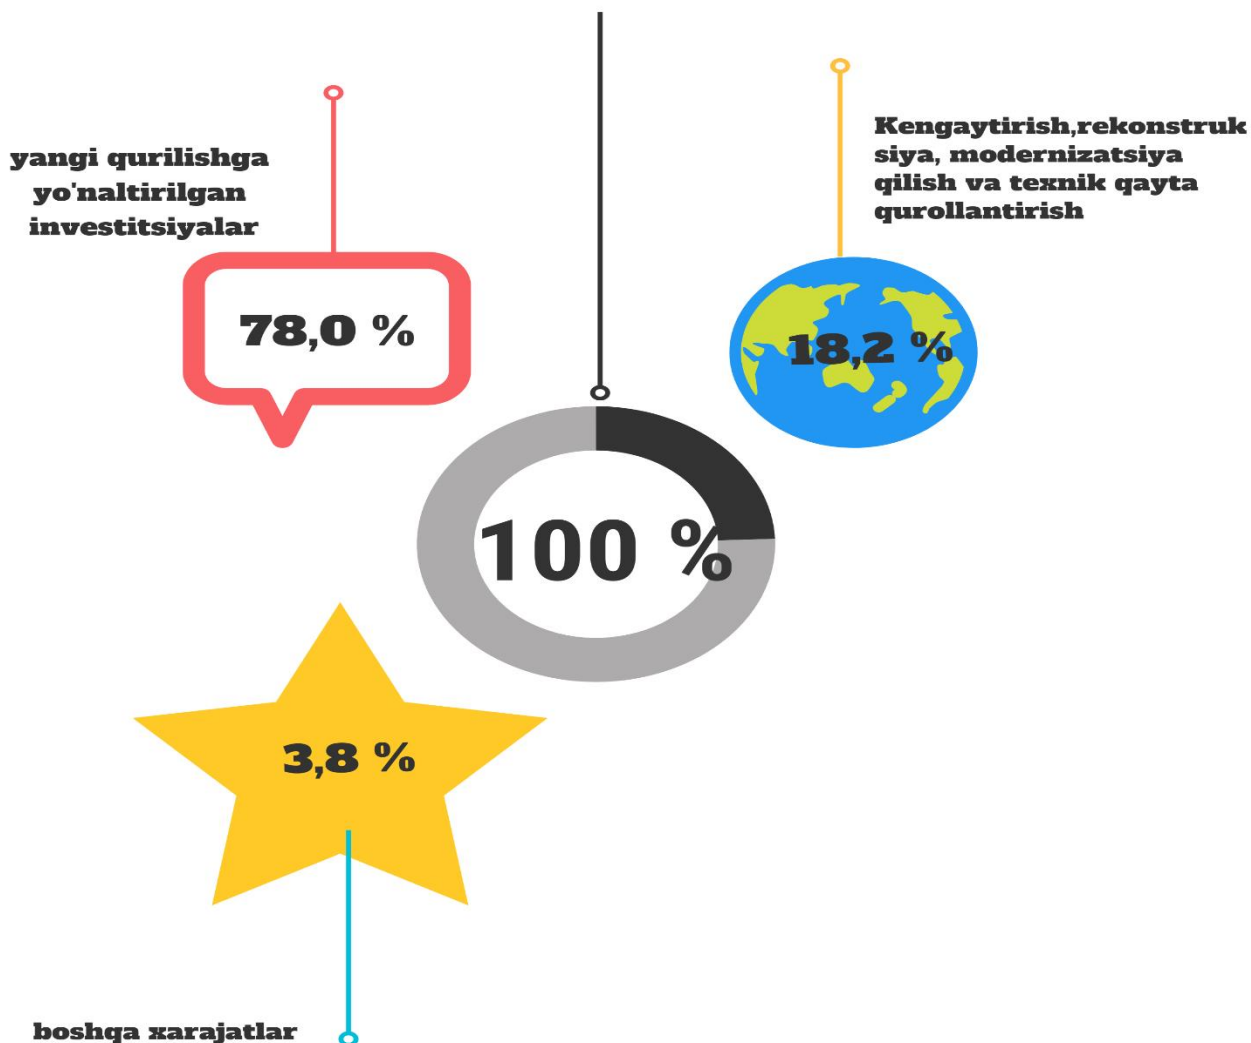 yangi qurilishga
yo'naltirilgan
investitsiyalar
78,0 %
Kengaytirish,rekonstruk
siya, modernizatsiya
qilish va texnik qayta
qurollantirish
18,2 %
100 %
3,8 %
boshqa xarajatlar